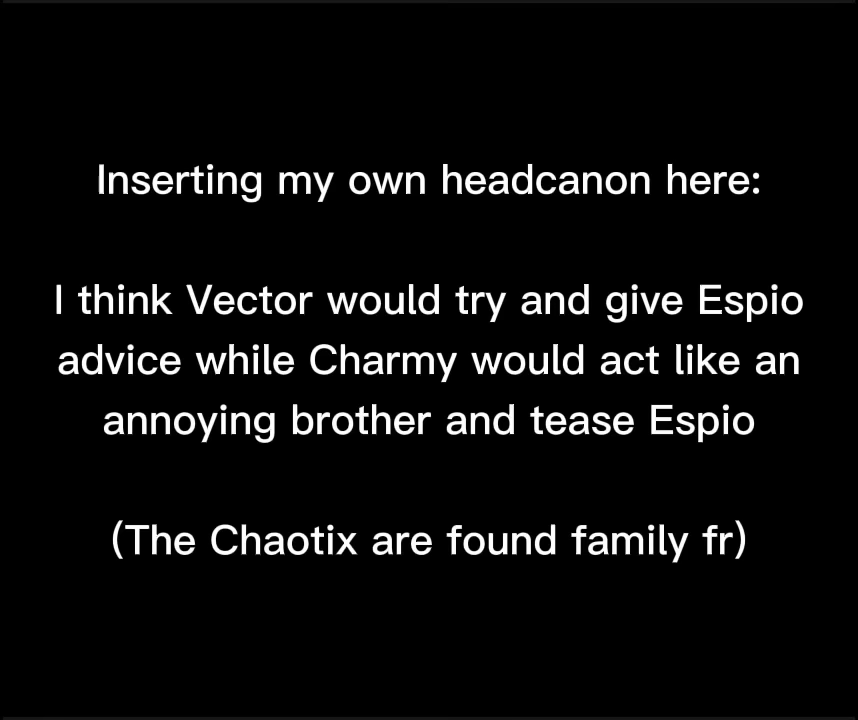 Inserting my own headcanon here:
I think Vector would try and give Espio
advice while Charmy would act like an
annoying brother and tease Espio
(The Chaotix are found family fr)